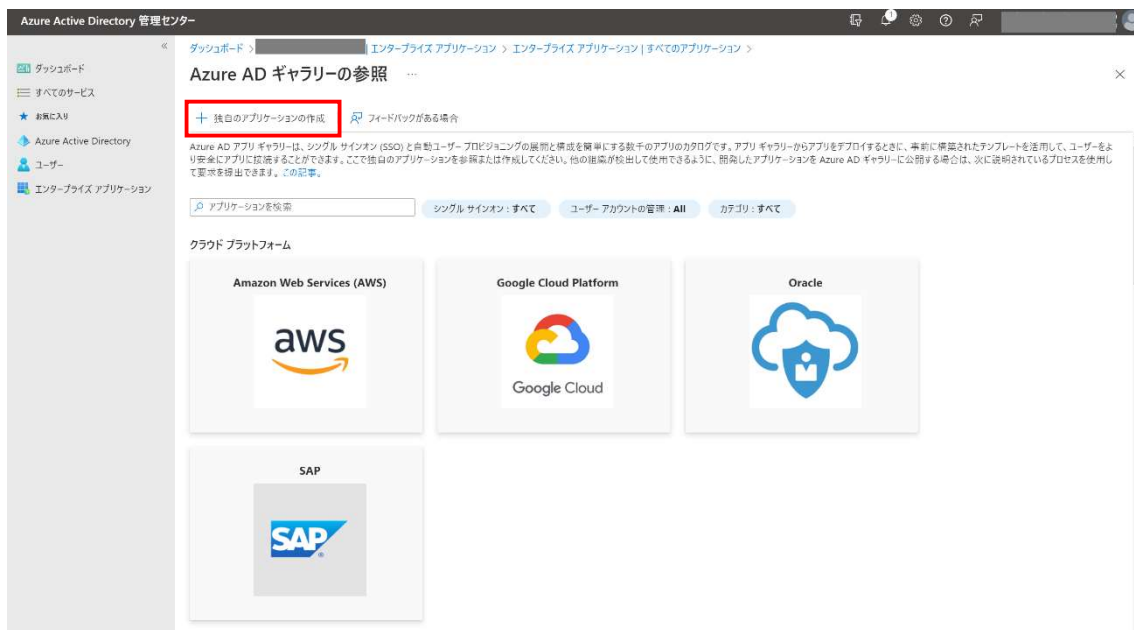 Azure Active Directory 管理センター
«
ダッシュボード
すべてのサービス
お気に入り
Azure Active Directory
ユーザー
エンタープライズ アプリケーション
ダッシュボード > | エンタープライズ アプリケーション > エンタープライズ アプリケーション | すべてのアプリケーション >
Azure AD ギャラリーの参照 …
＋ 独自のアプリケーションの作成 フィードバックがある場合
Azure AD アプリ ギャラリーは、シングル サインオン (SSO) と自動ユーザー プロビジョニングの展開と構成を簡単にする数千のアプリのカタログです。アプリ ギャラリーからアプリをデプロイするときに、事前に構築されたテンプレートを活用して、ユーザーをよ
り安全にアプリに接続することができます。ここで独自のアプリケーションを参照または作成してください。他の組織が検出して使用できるように、開発したアプリケーションを Azure AD ギャラリーに公開する場合は、次に説明されているプロセスを使用し
て要求を提出できます。この記事。
アプリケーションを検索 シングル サインオン : すべて ユーザー アカウントの管理 : All カテゴリ : すべて
クラウド プラットフォーム
Amazon Web Services (AWS) Google Cloud Platform Oracle
aws
Google Cloud
SAP
SAP